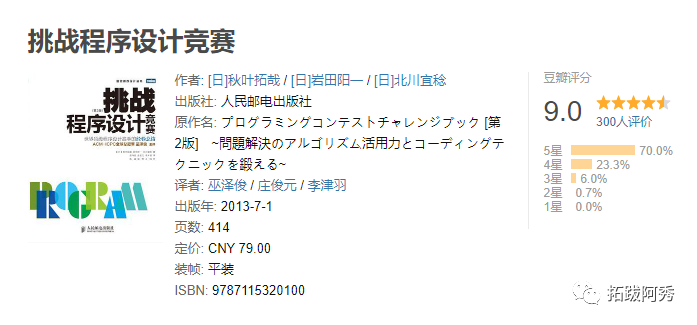 挑战程序设计竞赛
挑战
程序设计竞赛
作者: [日]秋叶拓哉 / [日]岩田阳一 / [日]北川宜稔
出版社: 人民邮电出版社
原作名: プログラミングコンテストチャレンジブック [第
2版] ~問題解決のアルゴリズム活用力とコーディングテ
クニックを鍛える~
译者: 巫泽俊 / 庄俊元 / 李津羽
出版年: 2013-7-1
页数: 414
定价: CNY 79.00
装帧: 平装
ISBN: 9787115320100
豆瓣评分
9.0
300人评价
5星 70.0%
4星 23.3%
3星 6.0%
2星 0.7%
1星 0.0%
拓跋阿秀